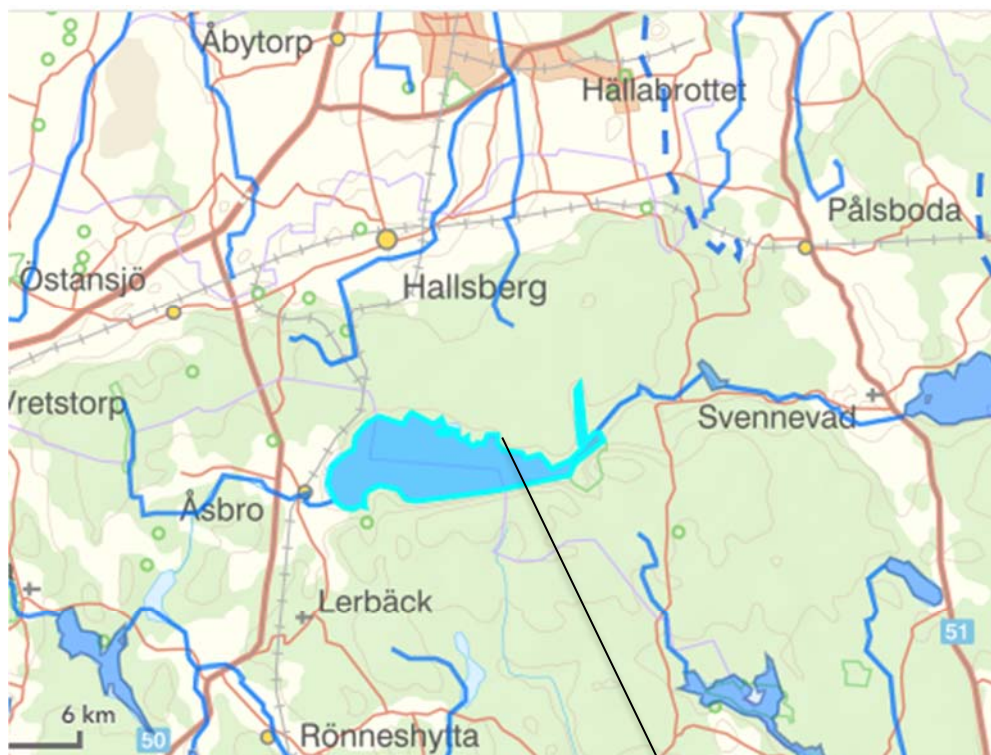 Åbytorp
Hällabrottet
Pålsboda
Östansjö
Hallsberg
Vretstorp
Svennevad
Åsbro
Lerbäck
51
6 km
50
Rönneshytta